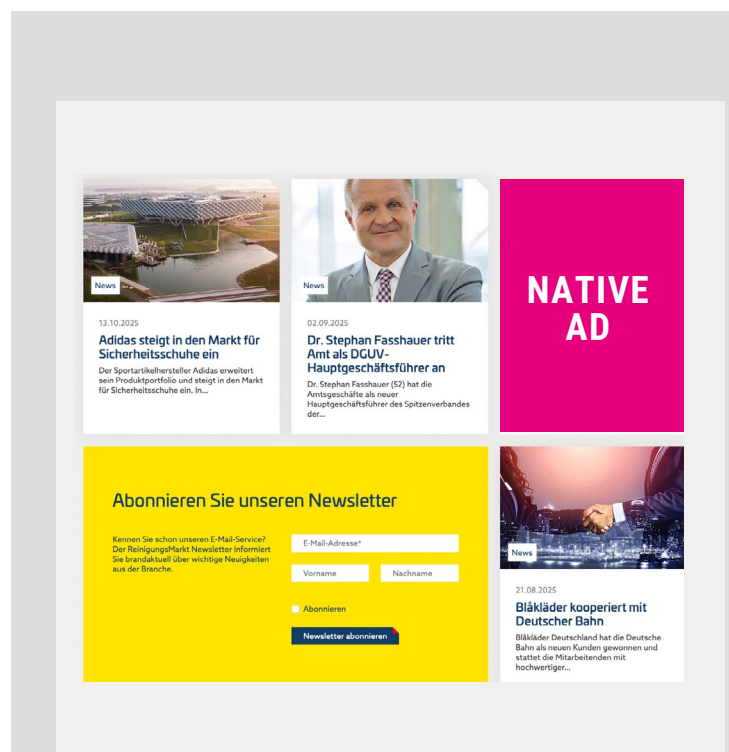 News
13.10.2025
Adidas steigt in den Markt für
Sicherheitsschuhe ein
Der Sportartikelhersteller Adidas erweitert
sein Produktportfolio und steigt in den Markt
für Sicherheitsschuhe ein. In...
News
02.09.2025
Dr. Stephan Fasshauer tritt
Amt als DGUV-
Hauptgeschäftsführer an
Dr. Stephan Fasshauer (52) hat die
Amtsgeschäfte als neuer
Hauptgeschäftsführer des Spitzenverbandes
der...
NATIVE
AD
Abonnieren Sie unseren Newsletter
Kennen Sie schon unseren E-Mail-Service?
Der ReinigungsMarkt Newsletter informiert
Sie brandaktuell über wichtige Neuigkeiten
aus der Branche.
E-Mail-Adresse*
Vorname
Nachname
Abonnieren
Newsletter abonnieren
News
21.08.2025
Blåkläder kooperiert mit
Deutscher Bahn
Blåkläder Deutschland hat die Deutsche
Bahn als neuen Kunden gewonnen und
stattet die Mitarbeitenden mit
hochwertiger...